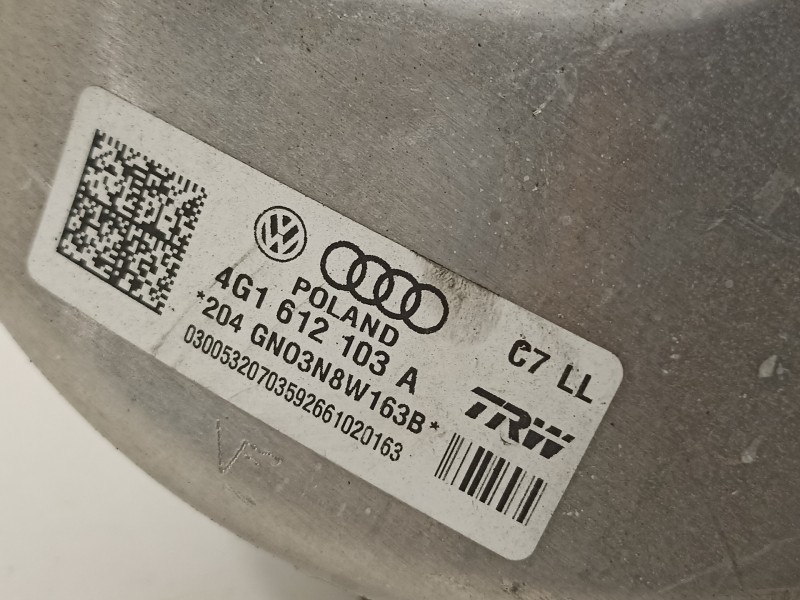 POLAND
4G1 612 103 A
*204 GN03N8W163B*
03005320703592661020163
C7 LL
TRW